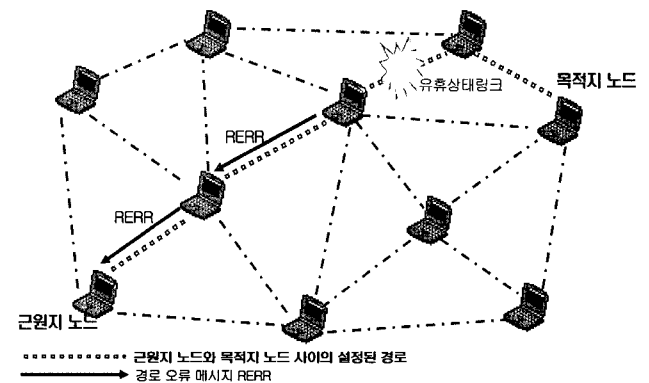 유휴상태링크
목적지 노드
RERR
RERR
근원지 노드
근원지 노드와 목적지 노드 사이의 설정된 경로
경로 오류 메시지 RERR